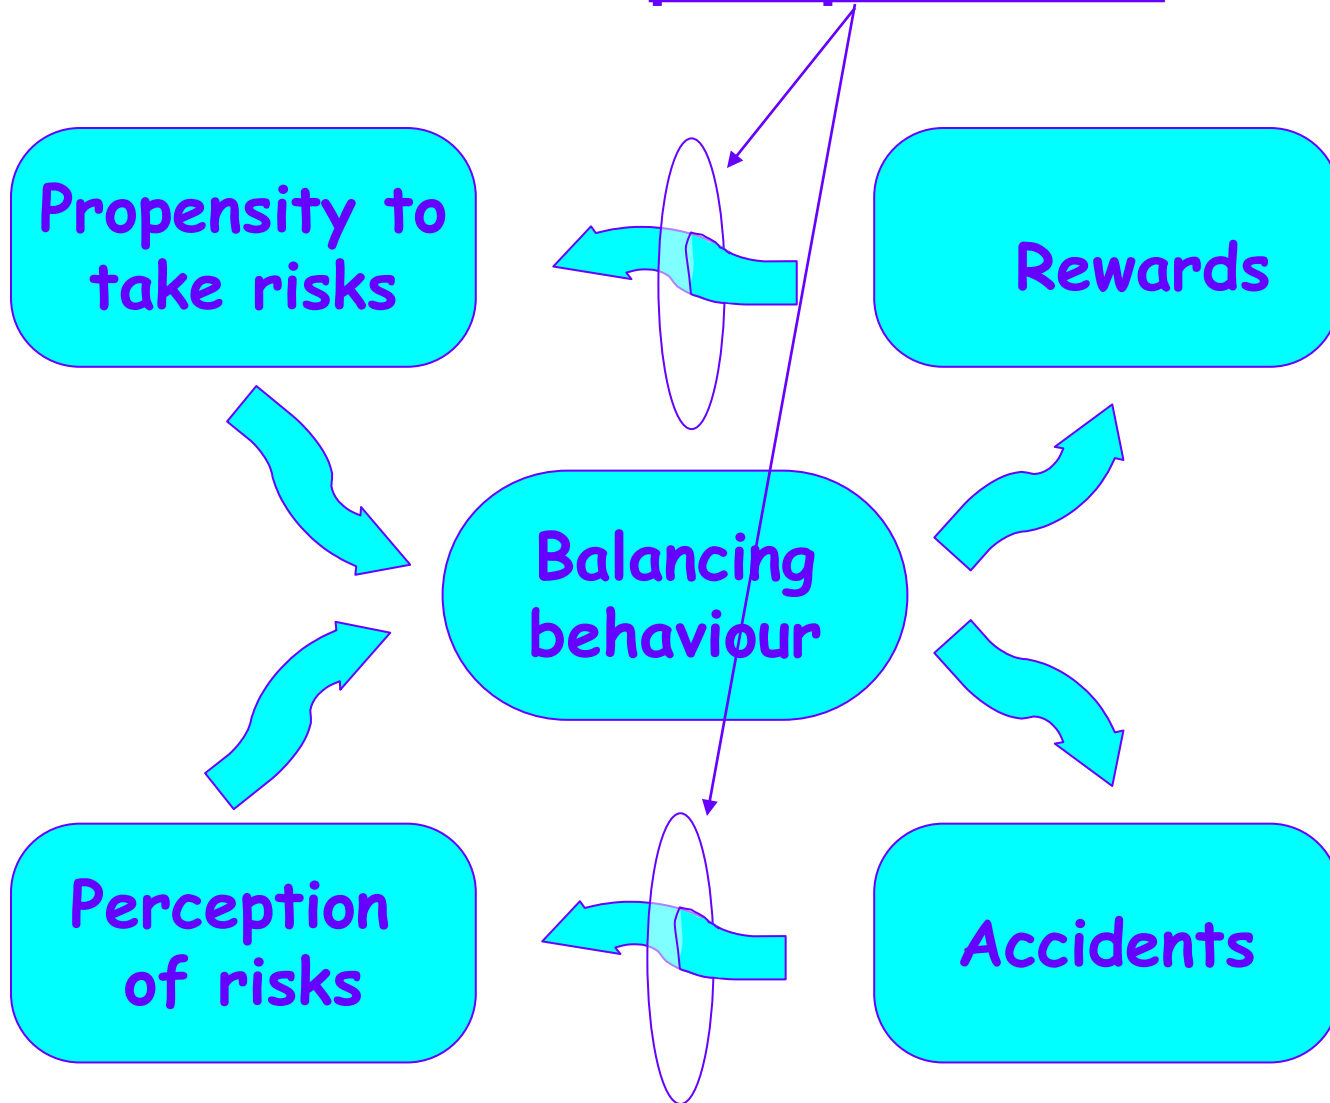 Propensity to
take risks
Rewards
Balancing
behaviour
Perception
of risks
Accidents